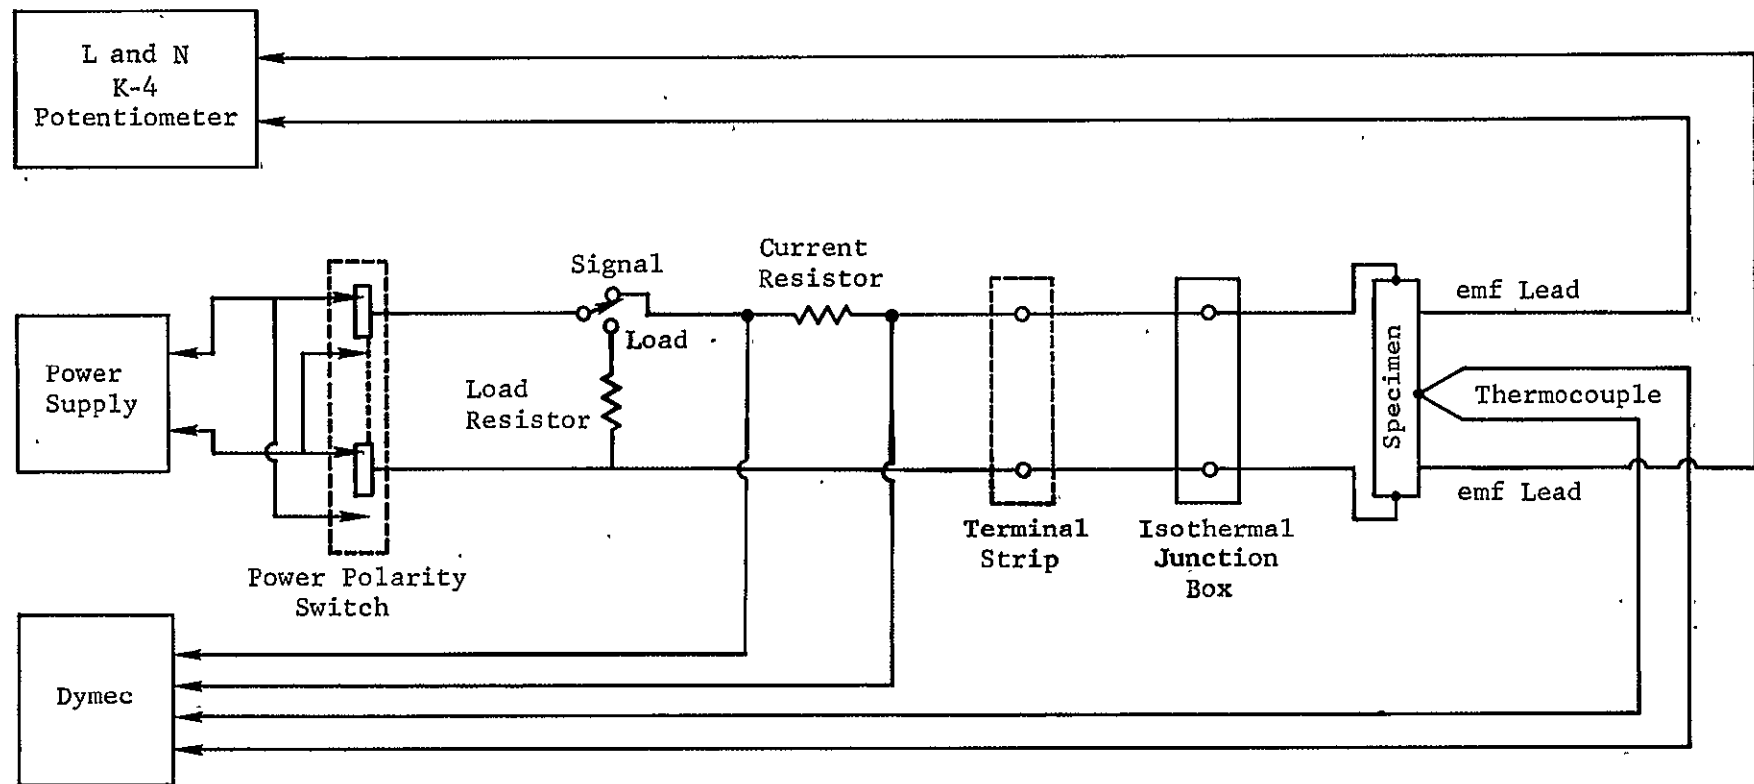 L and N
K-4
Potentiometer
Signal
Current
Resistor
emf Lead
Load
Power
Supply
Load
Resistor
Specimen
Thermocouple
emf Lead
Terminal
Strip
Isothermal
Junction
Box
Power Polarity
Switch
Dymec